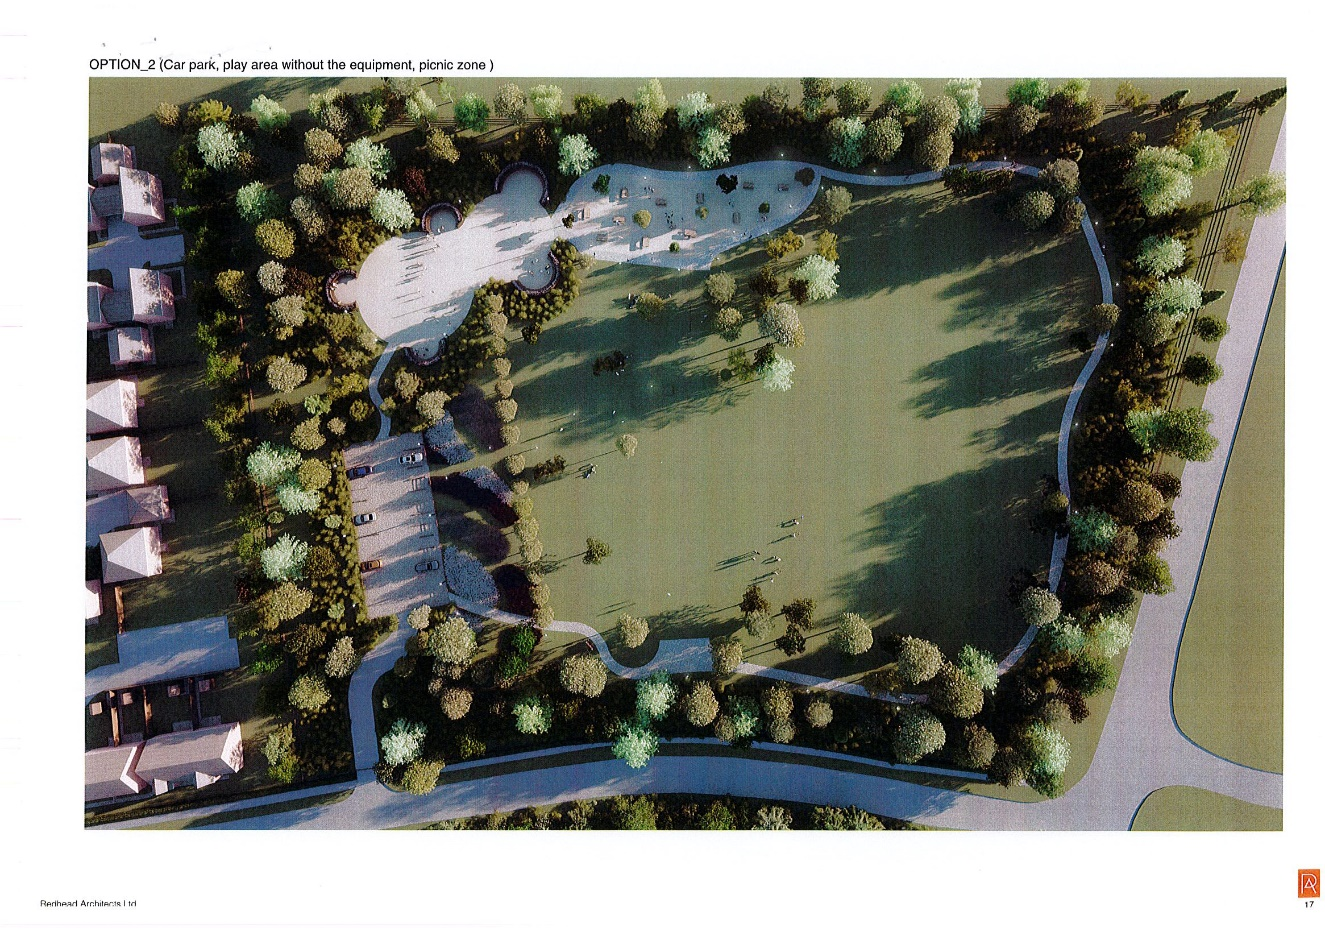 OPTION_2 (Car park, play area without the equipment, picnic zone )
Redhead Architects Ltd
17